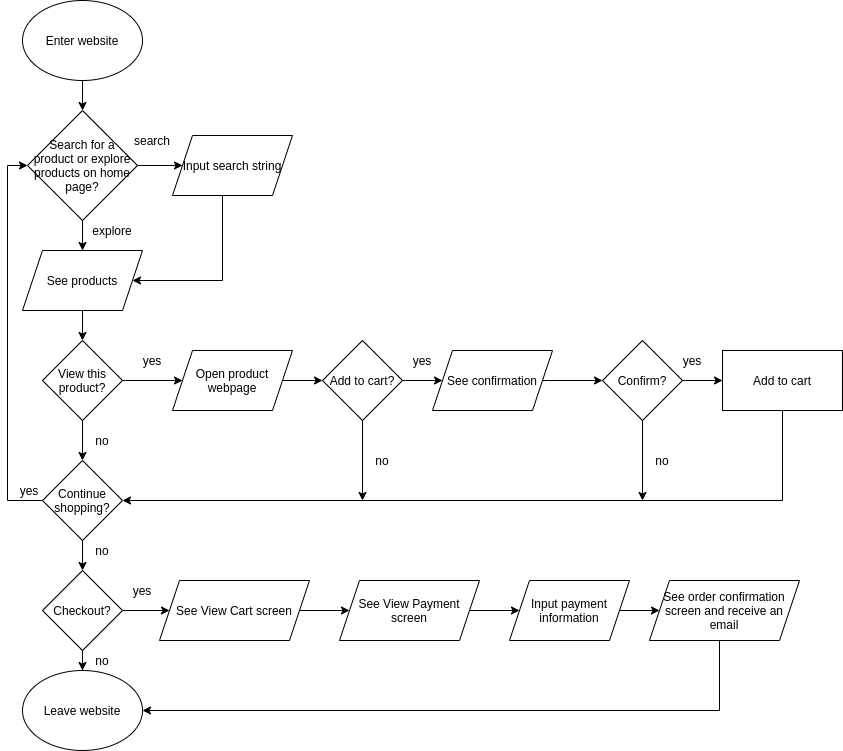 Enter website
Search for a
product or explore
products on home
page?
search
Input search string
explore
See products
View this
product?
yes
Open product
webpage
Add to cart?
yes
See confirmation
Confirm?
yes
Add to cart
no
no
no
yes
Continue
shopping?
no
Checkout?
yes
See View Cart screen
See View Payment
screen
Input payment
information
See order confirmation
screen and receive an
email
no
Leave website